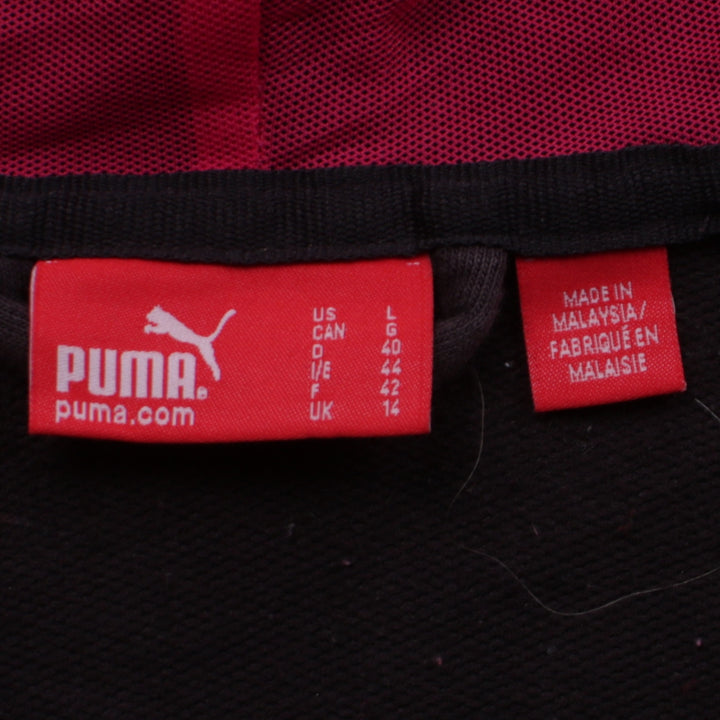 PUMA®
puma.com
US L
CAN G
D 40
I/E 44
F 42
UK 14
MADE IN
MALAYSIA/
FABRIQUÉ EN
MALAISIE